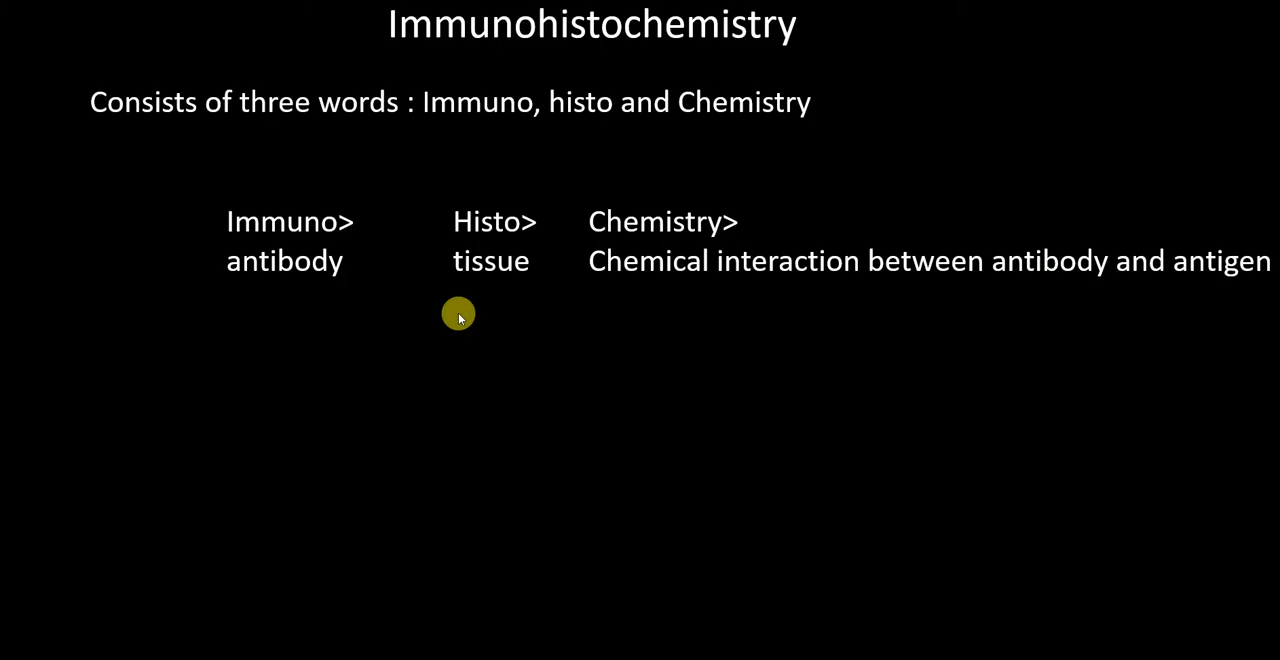 Immunohistochemistry
Consists of three words : Immuno, histo and Chemistry
Immuno> Histo> Chemistry>
antibody tissue Chemical interaction between antibody and antigen